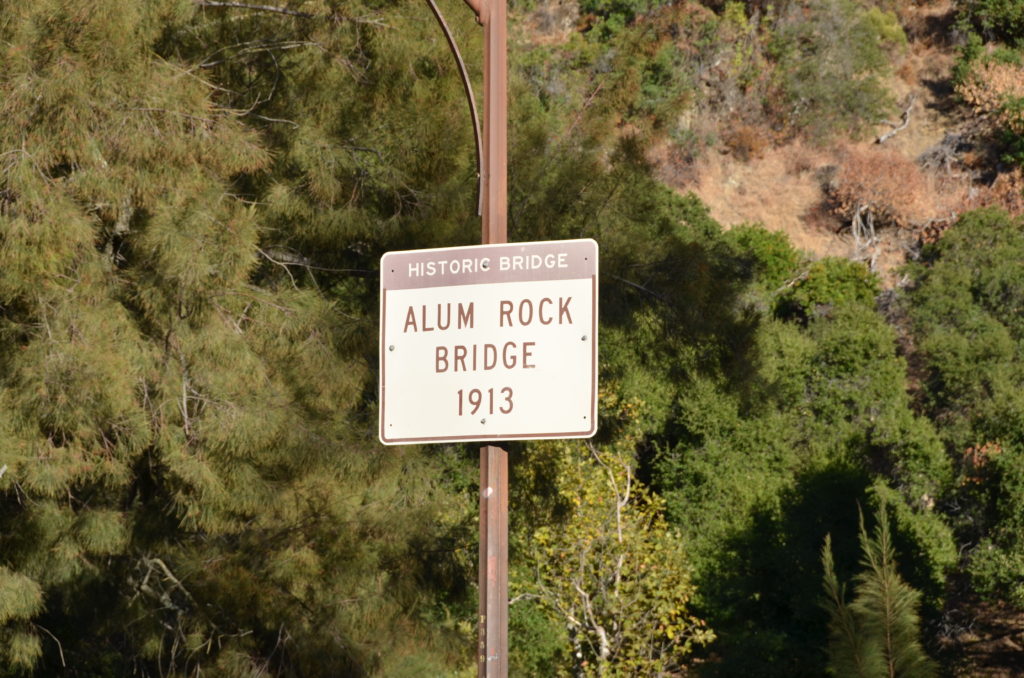 HISTORIC BRIDGE
ALUM ROCK
BRIDGE
1913